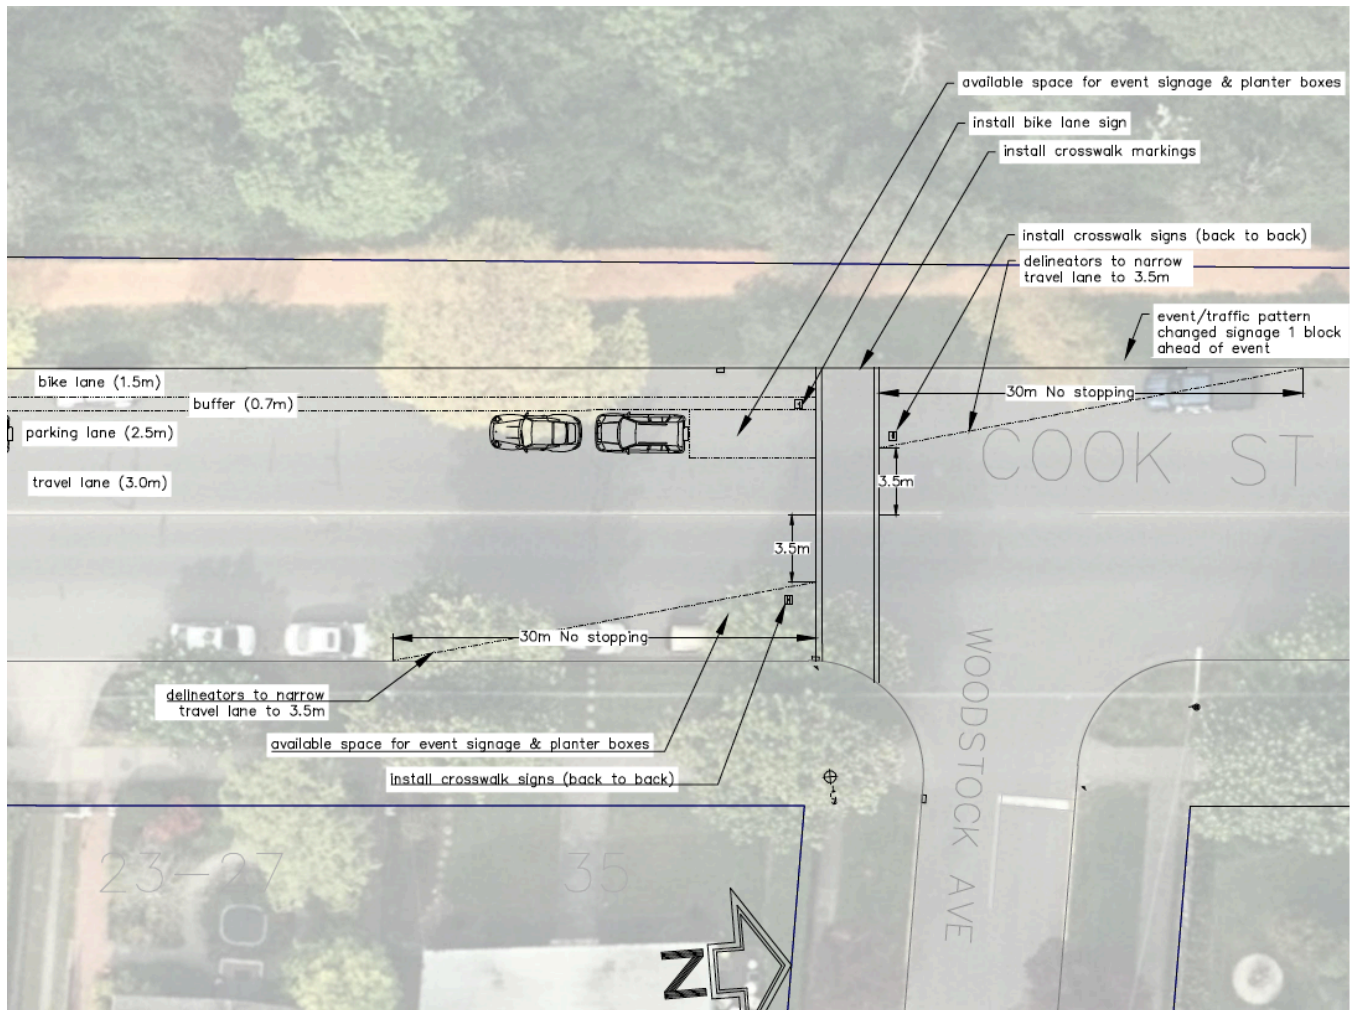 available space for event signage & planter boxes
install bike lane sign
install crosswalk markings
install crosswalk signs (back to back)
delineators to narrow
travel lane to 3.5m
event/traffic pattern
changed signage 1 block
ahead of event
bike lane (1.5m)
30m No stopping
buffer (0.7m)
parking lane (2.5m)
COOK ST
travel lane (3.0m)
3.5m
3.5m
30m No stopping
WOODSTOCK AVE
delineators to narrow
travel lane to 3.5m
available space for event signage & planter boxes
install crosswalk signs (back to back)
23-27
35
N